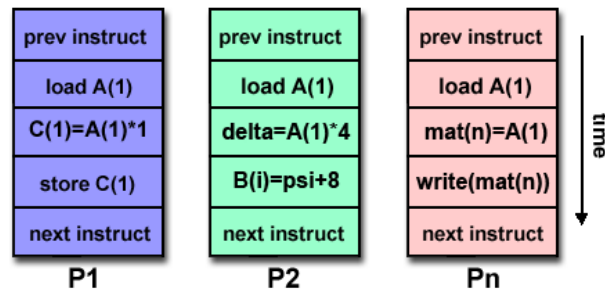 prev instruct
load A(1)
C(1)=A(1)*1
store C(1)
next instruct
P1
prev instruct
load A(1)
delta=A(1)*4
B(i)=psi+8
next instruct
P2
prev instruct
load A(1)
mat(n)=A(1)
write(mat(n))
next instruct
Pn
time